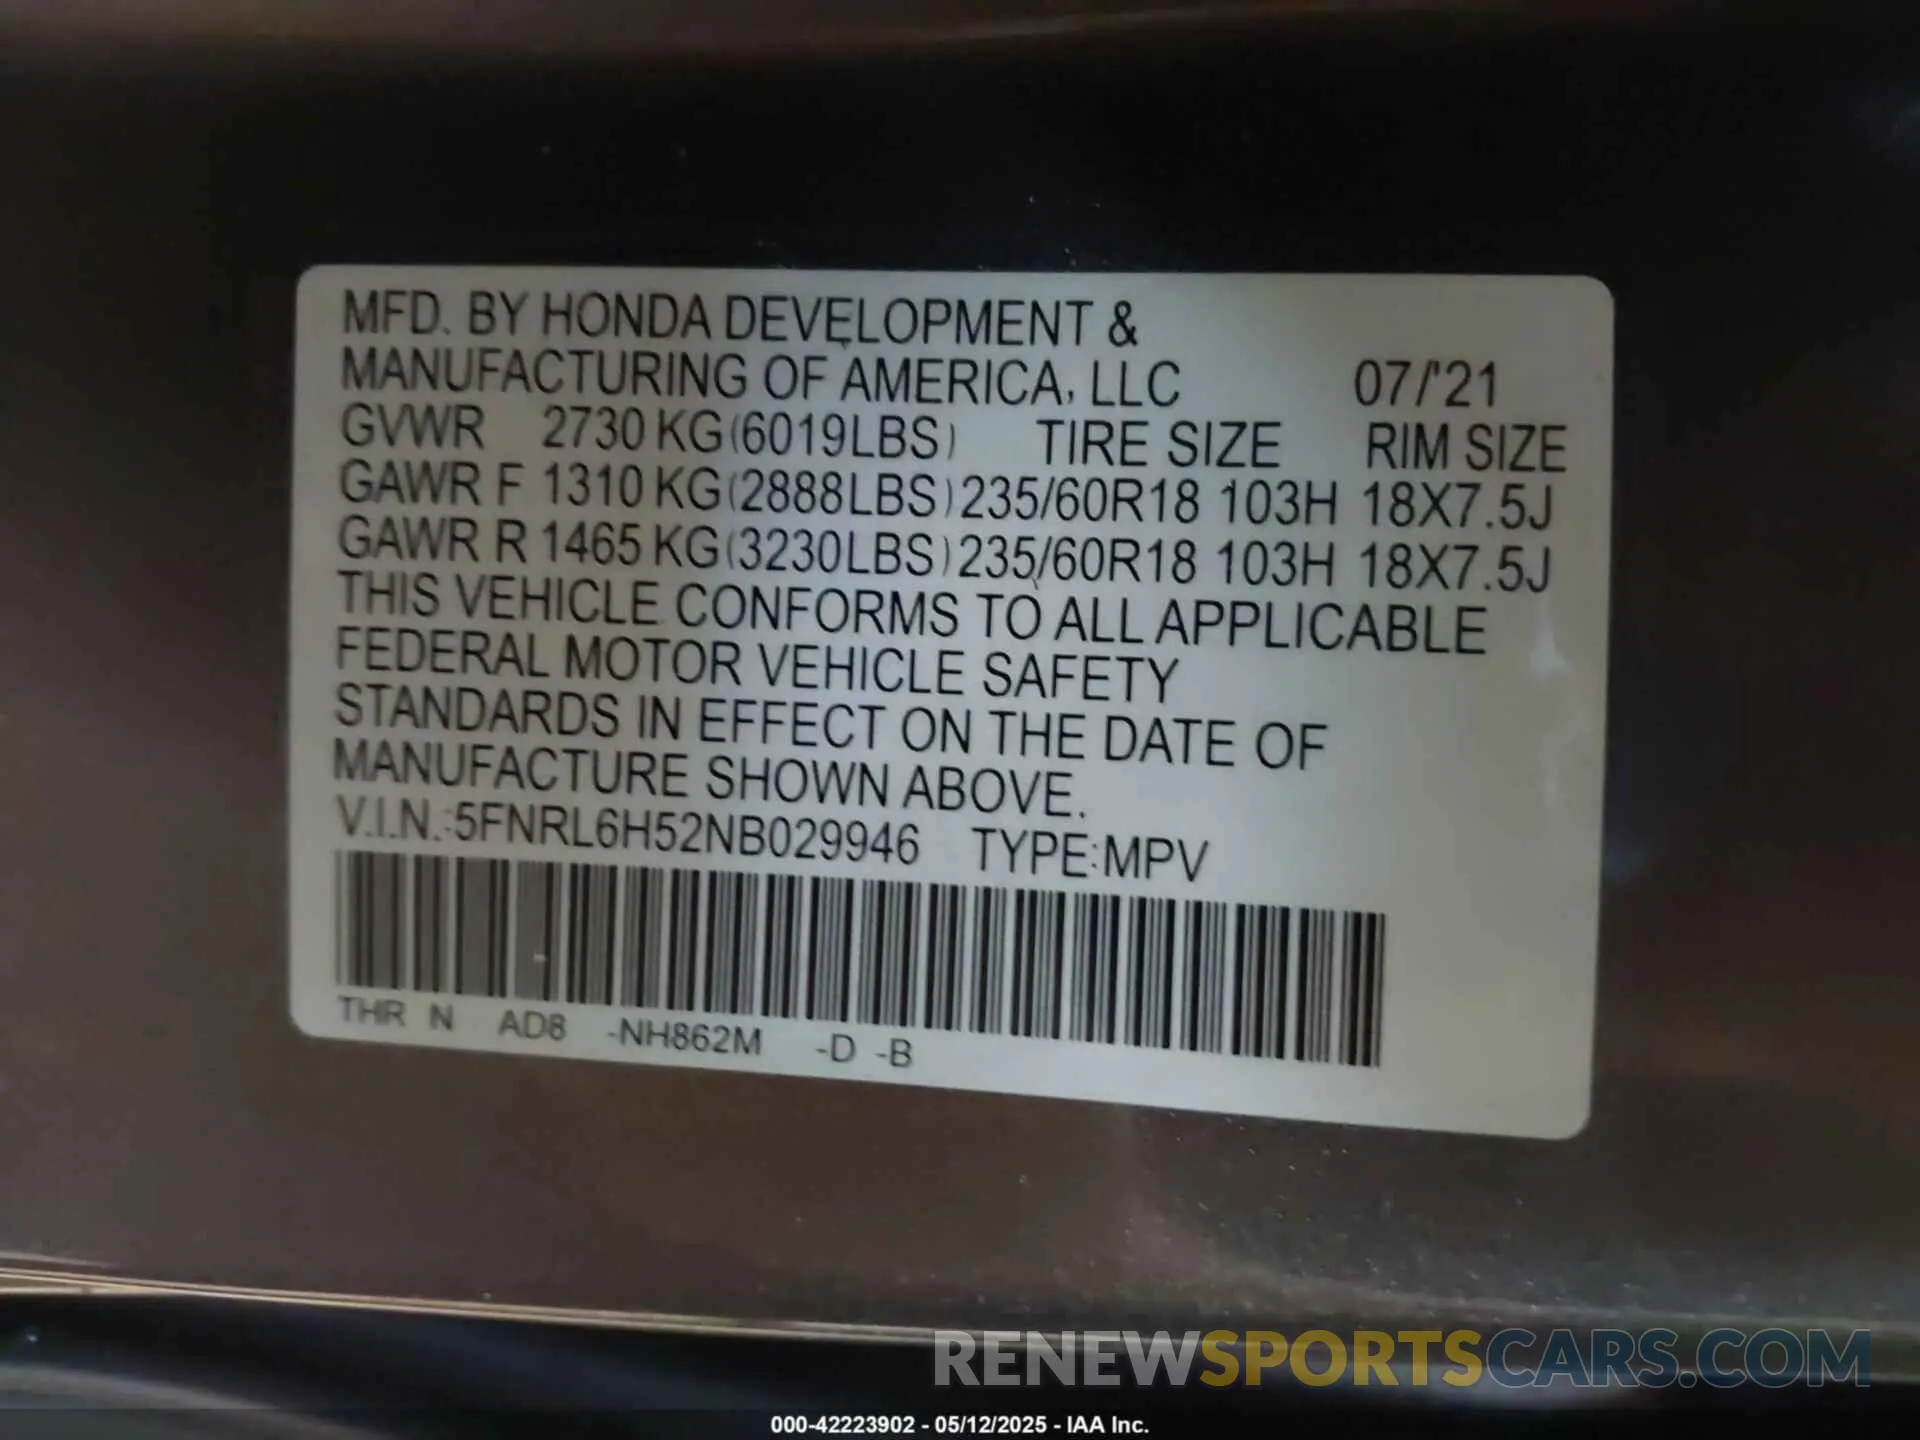 MFD. BY HONDA DEVELOPMENT &
MANUFACTURING OF AMERICA, LLC 07/'21
GVWR 2730 KG (6019LBS) TIRE SIZE RIM SIZE
GAWR F 1310 KG (2888LBS) 235/60R18 103H 18X7.5J
GAWR R 1465 KG (3230LBS) 235/60R18 103H 18X7.5J
THIS VEHICLE CONFORMS TO ALL APPLICABLE
FEDERAL MOTOR VEHICLE SAFETY
STANDARDS IN EFFECT ON THE DATE OF
MANUFACTURE SHOWN ABOVE.
V.I.N.:5FNRL6H52NB029946 TYPE:MPV
THR N AD8 -NH862M -D -B
RENEWSPORTSCARS.COM
000-42223902 - 05/12/2025 - IAA Inc.